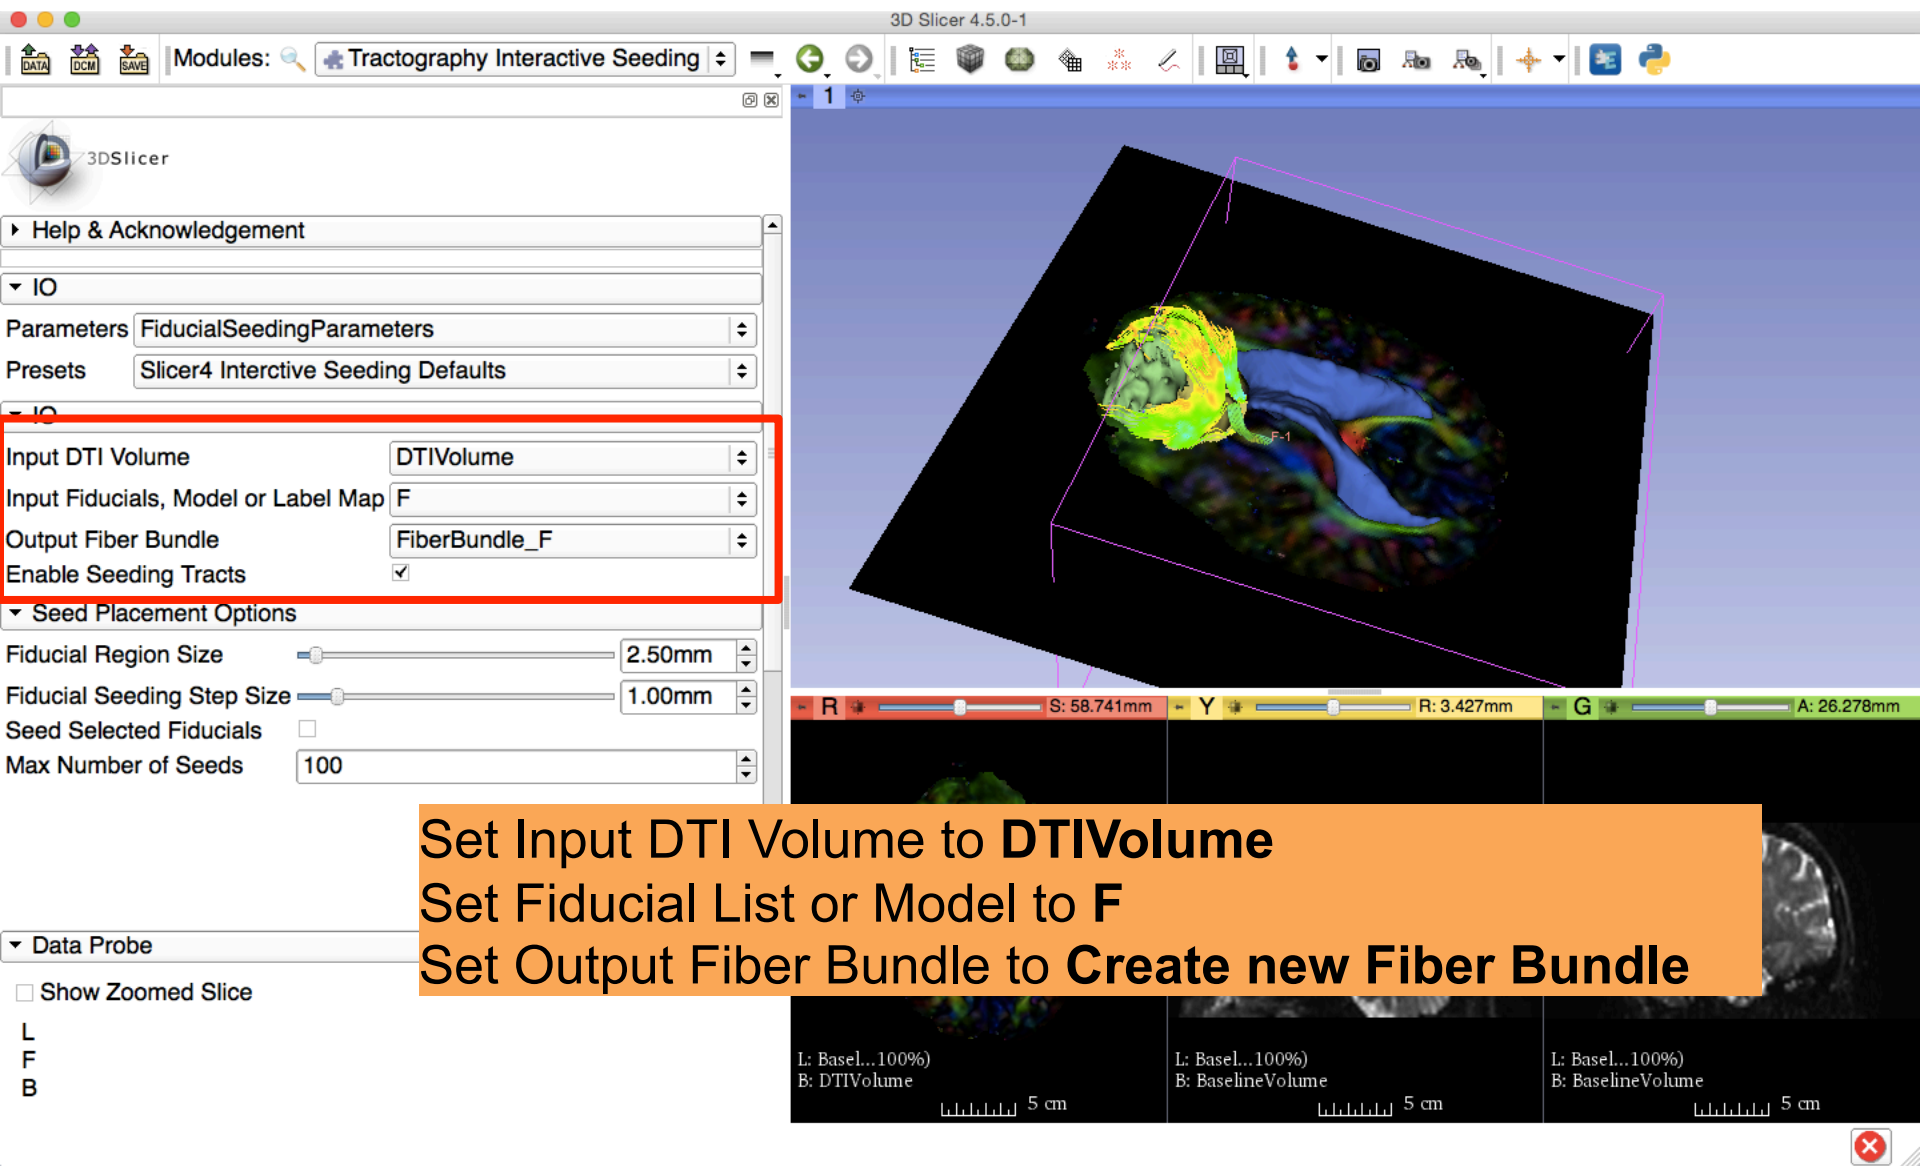 3D Slicer 4.5.0-1
DATA
DCM
SAVE
Modules:
Tractography Interactive Seeding
1
3DSlicer
Help & Acknowledgement
IO
Parameters FiducialSeedingParameters
Presets Slicer4 Interctive Seeding Defaults
IO
Input DTI Volume DTIVolume
Input Fiducials, Model or Label Map F
Output Fiber Bundle FiberBundle_F
Enable Seeding Tracts
Seed Placement Options
Fiducial Region Size 2.50mm
Fiducial Seeding Step Size 1.00mm
Seed Selected Fiducials
Max Number of Seeds 100
F-1
R S: 58.741mm
Y R: 3.427mm
G A: 26.278mm
Set Input DTI Volume to DTIVolume
Set Fiducial List or Model to F
Set Output Fiber Bundle to Create new Fiber Bundle
Data Probe
Show Zoomed Slice
L
F
B
L: Basel...100%)
B: DTIVolume
5 cm
L: Basel...100%)
B: BaselineVolume
5 cm
L: Basel...100%)
B: BaselineVolume
5 cm